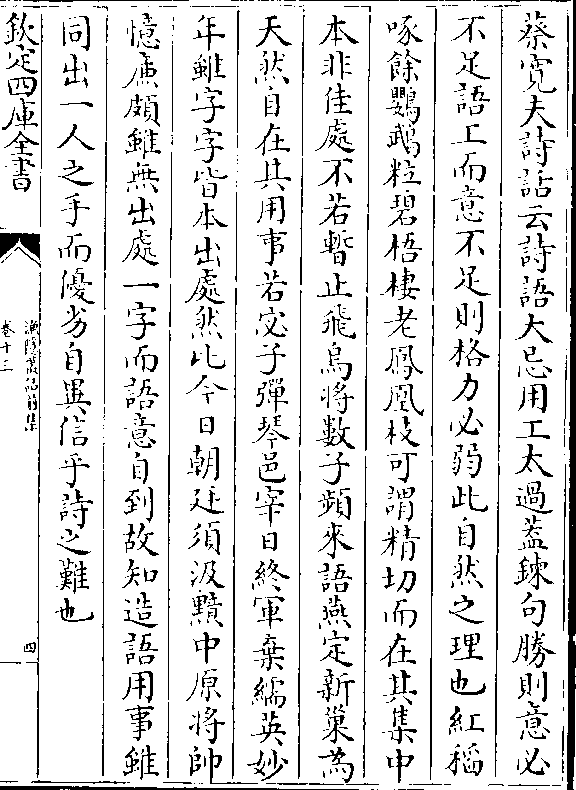 蔡寛夫詩話云詩語大忌用工太過葢鍊句勝則意必
不足語工而意不足則格力必弱此自然之理也紅稻
啄餘鸚鵡粒碧梧棲老鳳凰枝可謂精切而在其集中
本非佳處不若暫止飛烏將數子頻來語燕定新巢為
天然自在其用事若宓子彈琴邑宰日終軍棄繻英妙
年雖字字皆本出處然比今日朝廷須汲黯中原將帥
憶廉頗雖無出處一字而語意自到故知造語用事雖
同出一人之手而優劣自異信乎詩之難也
欽定四庫全書
漁隱叢話前集
卷十三
四